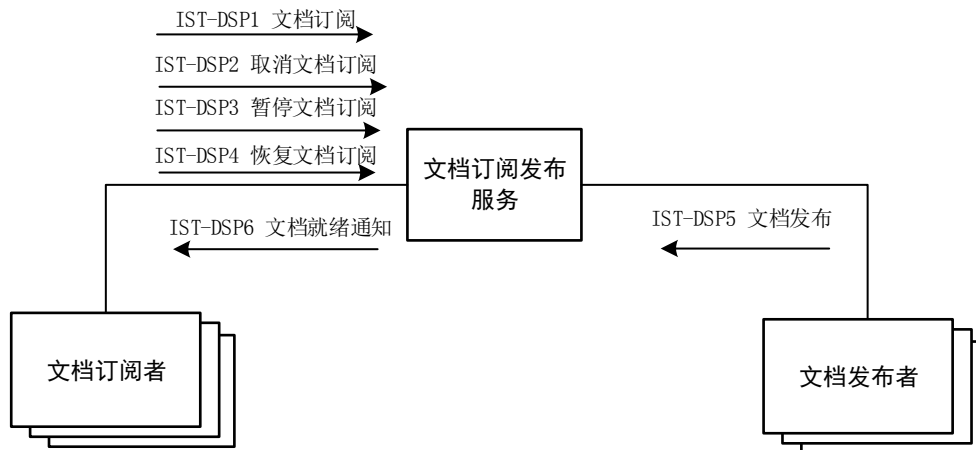 IST-DSP1 文档订阅
IST-DSP2 取消文档订阅
IST-DSP3 暂停文档订阅
IST-DSP4 恢复文档订阅
文档订阅发布
服务
IST-DSP6 文档就绪通知
IST-DSP5 文档发布
文档订阅者
文档发布者